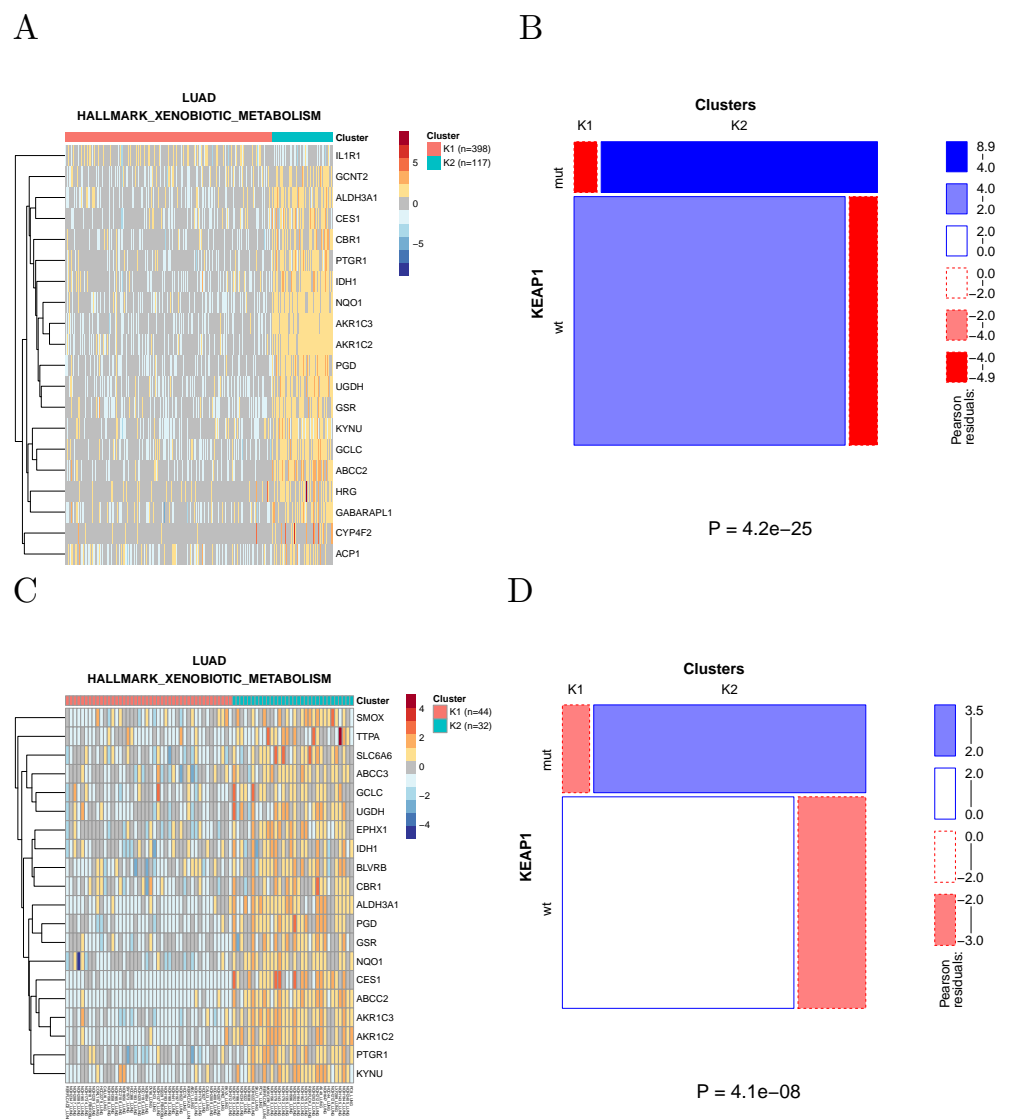 A
LUAD
HALLMARK_XENOBIOTIC_METABOLISM
Cluster
IL1R1
GCNT2
ALDH3A1
CES1
CBR1
PTGR1
IDH1
NQO1
AKR1C3
AKR1C2
PGD
UGDH
GSR
KYNU
GCLC
ABCC2
HRG
GABARAPL1
CYP4F2
ACP1
5
0
−5
Cluster
K1 (n=398)
K2 (n=117)
B
Clusters
K1 K2
mut
wt
KEAP1
8.9
4.0
4.0
2.0
2.0
0.0
0.0
−2.0
−2.0
−4.0
−4.0
−4.9
Pearson
residuals:
P = 4.2e−25
C
LUAD
HALLMARK_XENOBIOTIC_METABOLISM
Cluster
SMOX
TTPA
SLC6A6
ABCC3
GCLC
UGDH
EPHX1
IDH1
BLVRB
CBR1
ALDH3A1
PGD
GSR
NQO1
CES1
ABCC2
AKR1C3
AKR1C2
PTGR1
KYNU
4
2
0
−2
−4
Cluster
K1 (n=44)
K2 (n=32)
D
Clusters
K1 K2
mut
wt
KEAP1
3.5
2.0
2.0
0.0
0.0
−2.0
−2.0
−3.0
Pearson
residuals:
P = 4.1e−08